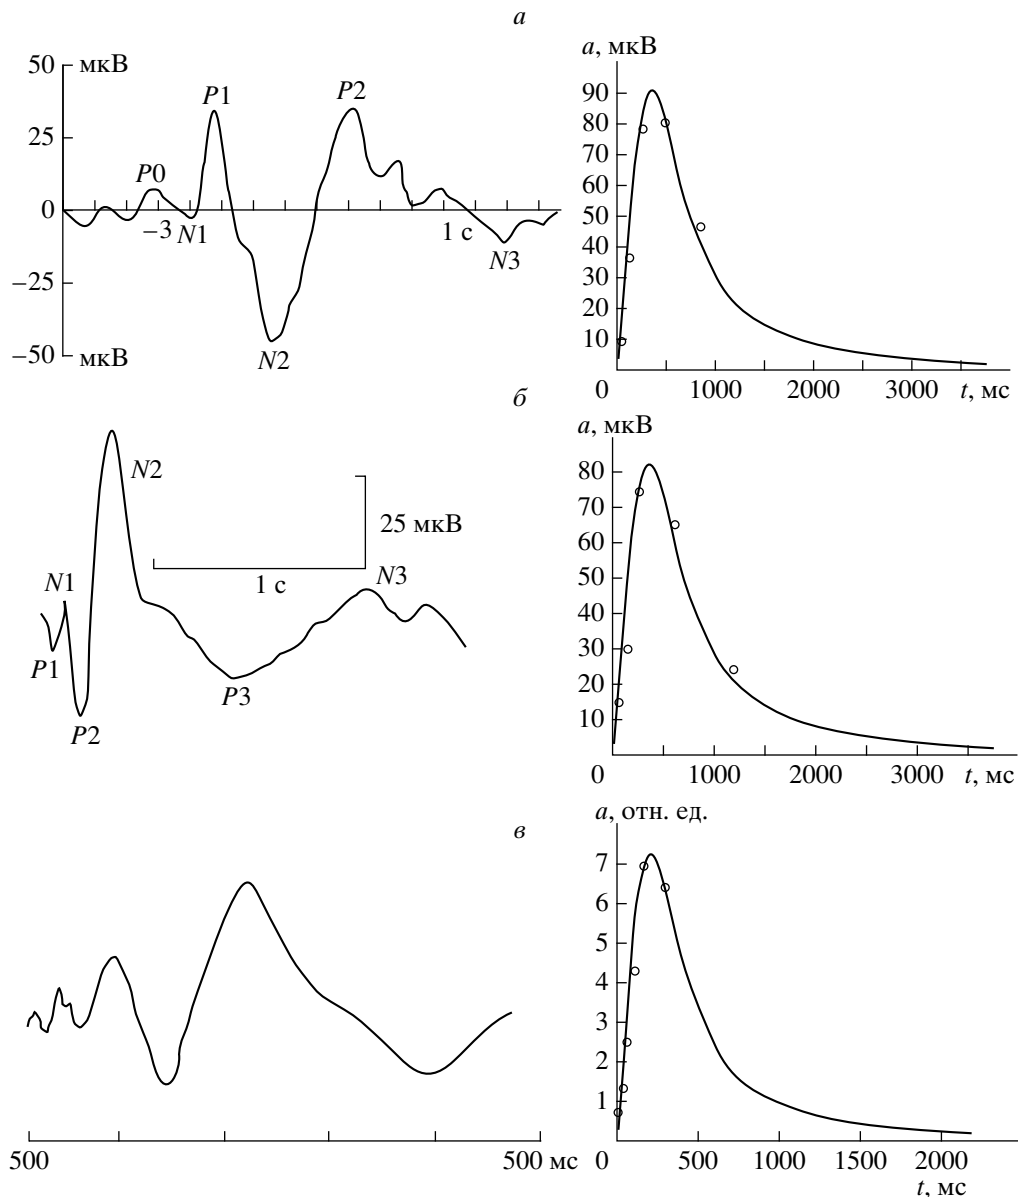 а
50 мкВ
25
0
−25
−50 мкВ
P0
P1
P2
−3 N1
N2
N3
1 с
a, мкВ
90
80
70
60
50
40
30
20
10
0 1000 2000 3000 t, мс
б
N1
P1
P2
N2
P3
N3
25 мкВ
1 с
a, мкВ
80
70
60
50
40
30
20
10
0 1000 2000 3000 t, мс
в
500 500 мс
a, отн. ед.
7
6
5
4
3
2
1
0 500 1000 1500 2000
t, мс